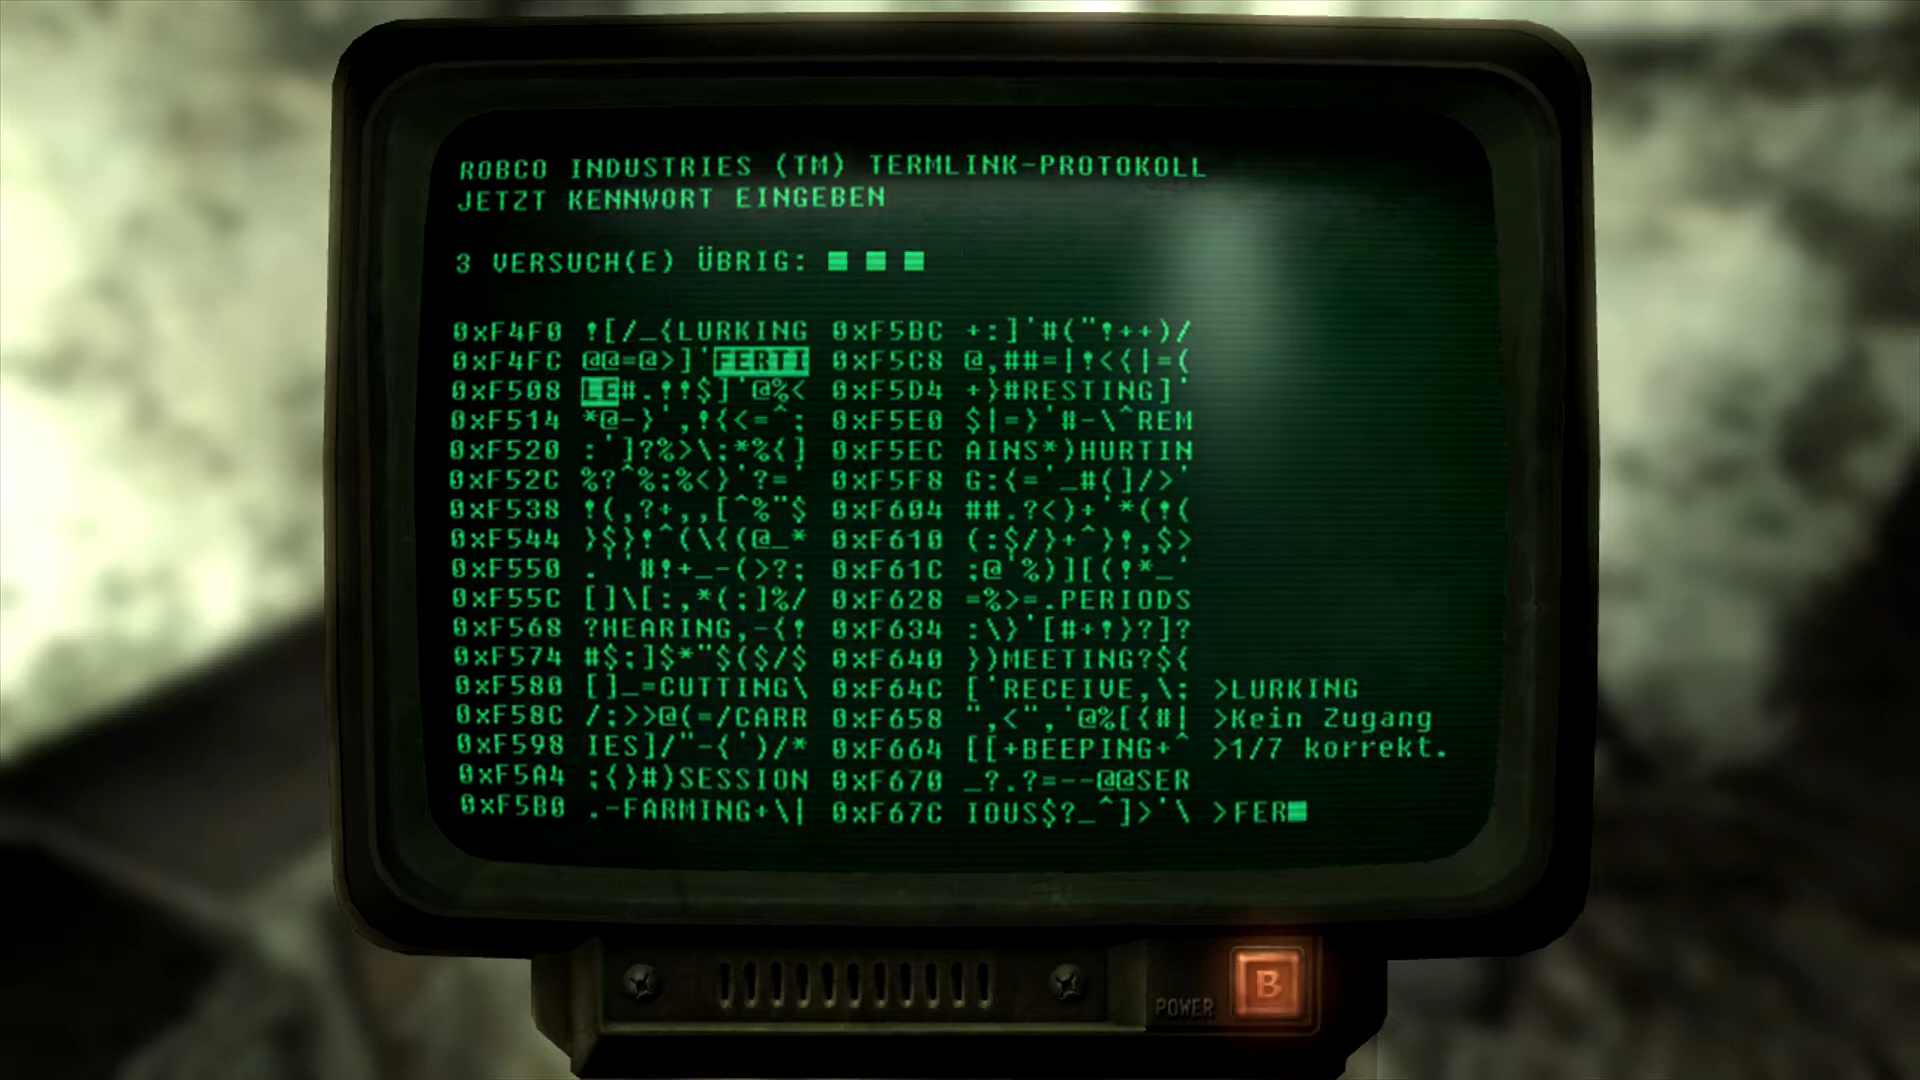 ROBCO INDUSTRIES (TM) TERMLINK-PROTOKOLL
JETZT KENNWORT EINGEBEN
3 VERSUCH(E) ÜBRIG: ■ ■ ■
0xF4F0 ![/_{LURKING 0xF5BC +:]'#("!++)/
0xF4FC @@=@>]'FERTI 0xF5C8 @,##=|!<{|=(
0xF508 LE#.!!$]'@%< 0xF5D4 +}#RESTING]'
0xF514 *@-}',!{<=^; 0xF5E0 $|=}'#-\^REM
0xF520 :']?%>\;*%{] 0xF5EC AINS*)HURTIN
0xF52C %?^%;%<}'?=' 0xF5F8 G:{='_#(]/>'
0xF538 !(,?+,,[^%"$ 0xF604 ##.?<)+'*(!(
0xF544 }$}!^(\{(@_* 0xF610 (:$/}+^}!,$>
0xF550 .''#!+_-(>?; 0xF61C ;@'%)][(!*_'
0xF55C []\[:,*(;]%/ 0xF628 =%>=.PERIODS
0xF568 ?HEARING,-{! 0xF634 :\}'[#+!}?]?
0xF574 #$;]$*"$($/$ 0xF640 })MEETING?${
0xF580 []_=CUTTING\ 0xF64C ['RECEIVE,\; >LURKING
0xF58C /;>>@(=/CARR 0xF658 ",<",'@%[{#| >Kein Zugang
0xF598 IES]/"-{')/* 0xF664 [[+BEEPING+^ >1/7 korrekt.
0xF5A4 ;{}#)SESSION 0xF670 _?.?=--@@SER
0xF5B0 .-FARMING+\| 0xF67C IOUS$?_^]>'\ >FER■
POWER
B